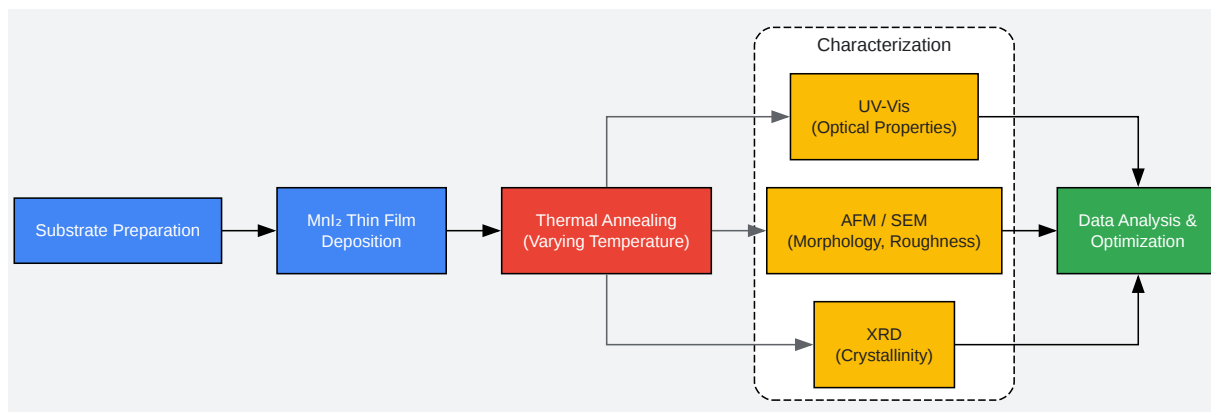 Characterization
UV-Vis
(Optical Properties)
Substrate Preparation
MnI₂ Thin Film
Deposition
Thermal Annealing
(Varying Temperature)
AFM / SEM
(Morphology, Roughness)
Data Analysis &
Optimization
XRD
(Crystallinity)